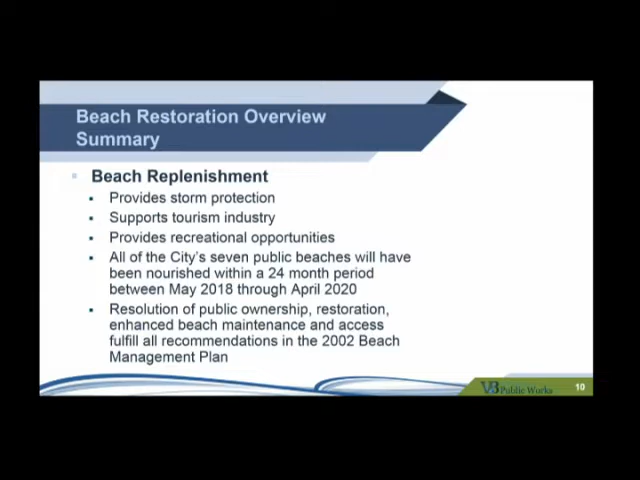 Beach Restoration Overview
Summary
Beach Replenishment
Provides storm protection
Supports tourism industry
Provides recreational opportunities
All of the City's seven public beaches will have
been nourished within a 24 month period
between May 2018 through April 2020
Resolution of public ownership, restoration,
enhanced beach maintenance and access
fulfill all recommendations in the 2002 Beach
Management Plan
VB Public Works 10